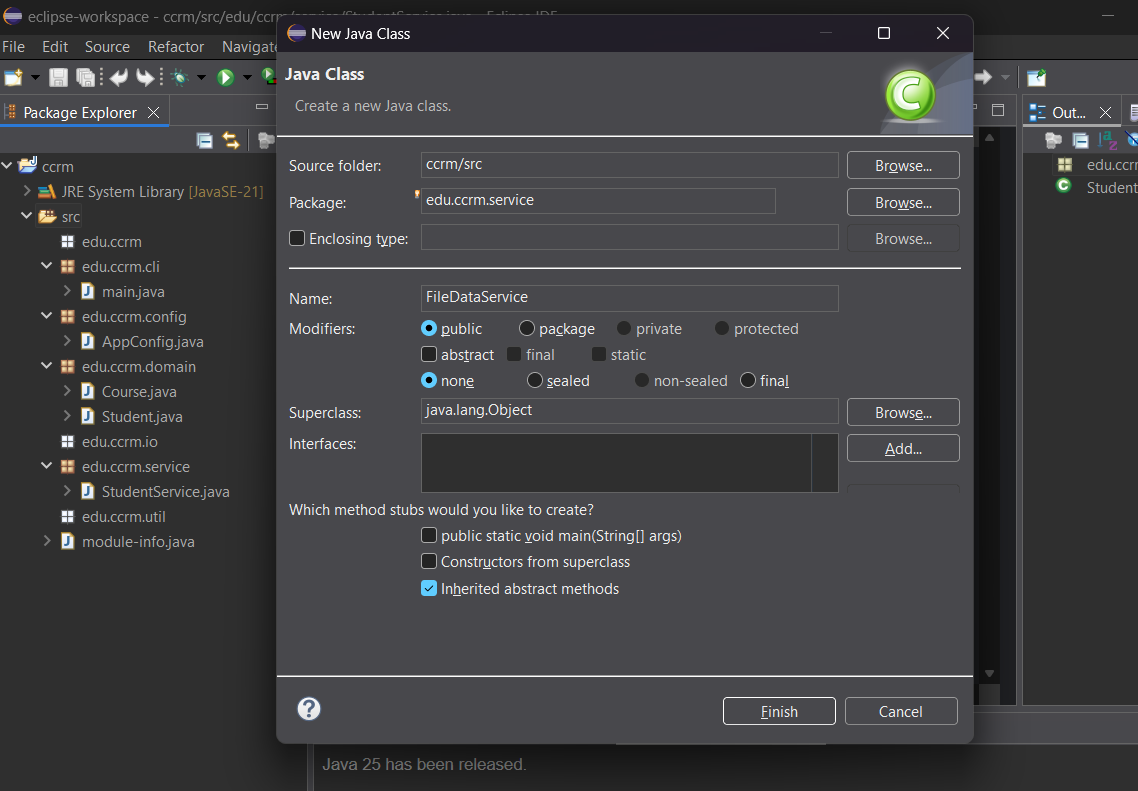 eclipse-workspace - ccrm/src/edu/ccrm/service/StudentService.java - Eclipse IDE
New Java Class
File Edit Source Refactor Navigate
Java Class
Create a new Java class.
Package Explorer
Out...
Source folder: ccrm/src Browse...
Package: edu.ccrm.service Browse...
Enclosing type: Browse...
Name: FileDataService
Modifiers: public package private protected
abstract final static
none sealed non-sealed final
Superclass: java.lang.Object Browse...
Interfaces: Add...
Which method stubs would you like to create?
public static void main(String[] args)
Constructors from superclass
Inherited abstract methods
Finish Cancel
ccrm
JRE System Library [JavaSE-21]
src
edu.ccrm
edu.ccrm.cli
main.java
edu.ccrm.config
AppConfig.java
edu.ccrm.domain
Course.java
Student.java
edu.ccrm.io
edu.ccrm.service
StudentService.java
edu.ccrm.util
module-info.java
edu.ccrm
Student
Java 25 has been released.